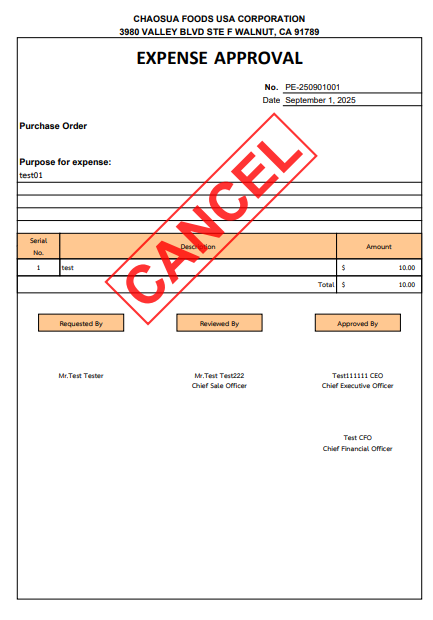 CHAOSUA FOODS USA CORPORATION
3980 VALLEY BLVD STE F WALNUT, CA 91789
EXPENSE APPROVAL
No. PE-250901001
Date September 1, 2025
Purchase Order
Purpose for expense:
test01
CANCEL
Serial No. Description Amount
1 test $ 10.00
Total $ 10.00
Requested By Reviewed By Approved By
Mr.Test Tester Mr.Test Test222 Test111111 CEO
Chief Sale Officer Chief Executive Officer
Test CFO
Chief Financial Officer